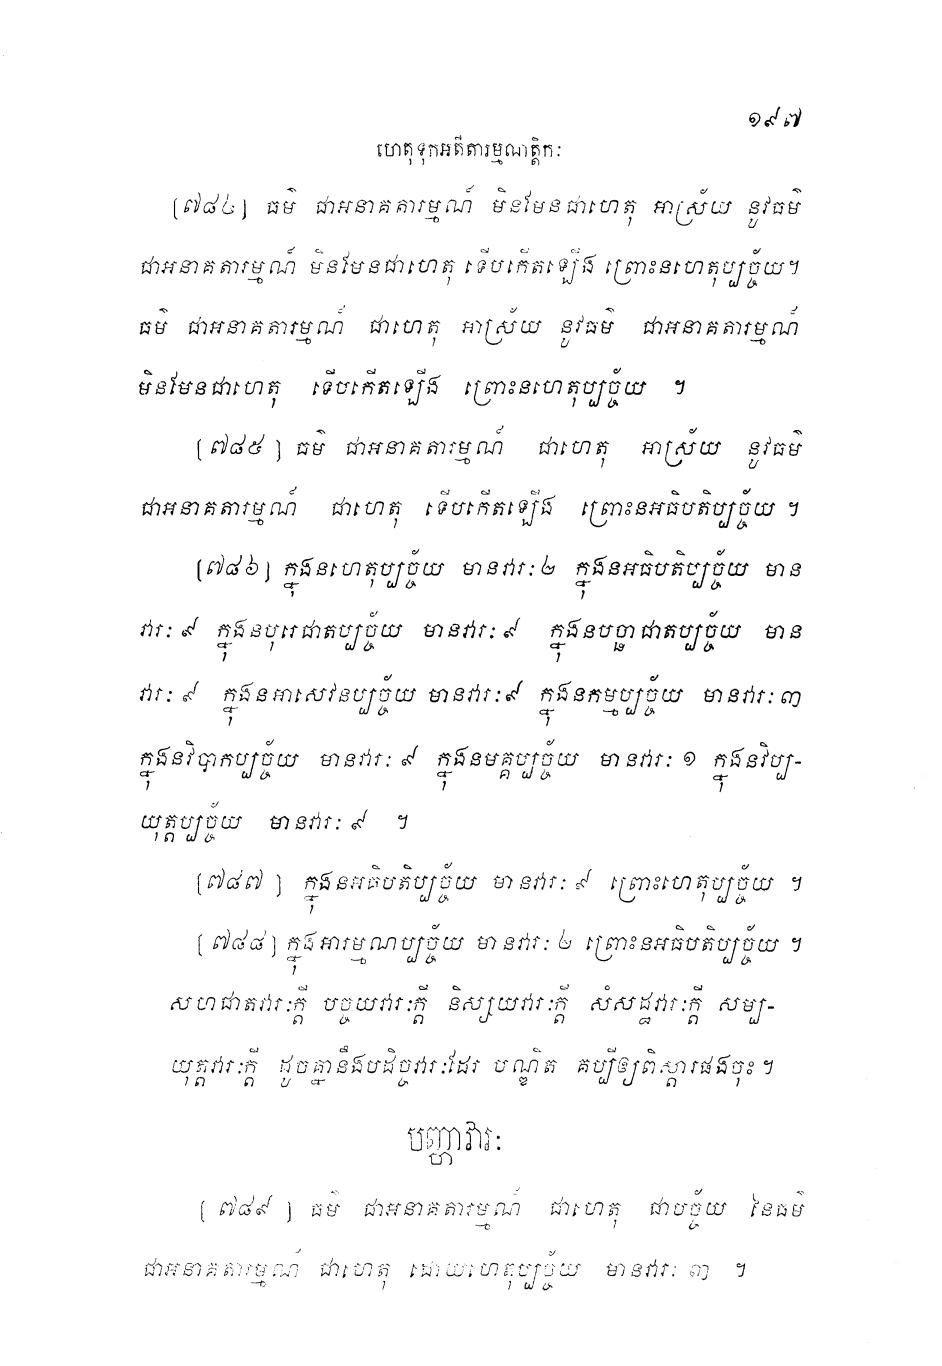 ១៩៧
ហេតុទុកអតីតារម្មណត្តិកៈ
[៧៨៤] ធម៌ ជាអនាគតារម្មណ៍ មិនមែនជាហេតុ អាស្រ័យ នូវធម៌
ជាអនាគតារម្មណ៍ មិនមែនជាហេតុ ទើបកើតឡើង ព្រោះនហេតុប្បច្ច័យ។
ធម៌ ជាអនាគតារម្មណ៍ ជាហេតុ អាស្រ័យ នូវធម៌ ជាអនាគតារម្មណ៍
មិនមែនជាហេតុ ទើបកើតឡើង ព្រោះនហេតុប្បច្ច័យ ។
[៧៨៥] ធម៌ ជាអនាគតារម្មណ៍ ជាហេតុ អាស្រ័យ នូវធម៌
ជាអនាគតារម្មណ៍ ជាហេតុ ទើបកើតឡើង ព្រោះនអធិបតិប្បច្ច័យ ។
[៧៨៦] ក្នុងនហេតុប្បច្ច័យ មានវារៈ ២ ក្នុងនអធិបតិប្បច្ច័យ មាន
វារៈ ៩ ក្នុងនបុរេជាតប្បច្ច័យ មានវារៈ ៩ ក្នុងនបច្ឆាជាតប្បច្ច័យ មាន
វារៈ ៩ ក្នុងនអាសេវនប្បច្ច័យ មានវារៈ ៩ ក្នុងនកម្មប្បច្ច័យ មានវារៈ ៣
ក្នុងនវិបាកប្បច្ច័យ មានវារៈ ៩ ក្នុងនមគ្គប្បច្ច័យ មានវារៈ ១ ក្នុងនវិប្ប-
យុត្តប្បច្ច័យ មានវារៈ ៩ ។
[៧៨៧] ក្នុងនអធិបតិប្បច្ច័យ មានវារៈ ៩ ព្រោះហេតុប្បច្ច័យ ។
[៧៨៨] ក្នុងអារម្មណប្បច្ច័យ មានវារៈ ២ ព្រោះនអធិបតិប្បច្ច័យ ។
សហជាតវារៈក្តី បច្ចយវារៈក្តី និស្សយវារៈក្តី សំសដ្ឋវារៈក្តី សម្ប-
យុត្តវារៈក្តី ដូចគ្នានឹងបដិច្ចវារៈដែរ បណ្ឌិត គប្បីឲ្យពិស្តារផងចុះ ។
បញ្ហាវារៈ
[៧៨៩] ធម៌ ជាអនាគតារម្មណ៍ ជាហេតុ ជាបច្ច័យ នៃធម៌
ជាអនាគតារម្មណ៍ ជាហេតុ ដោយហេតុប្បច្ច័យ មានវារៈ ៣ ។